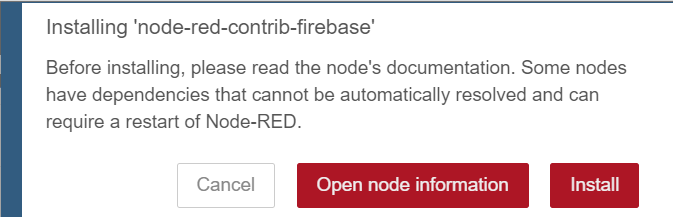 Installing 'node-red-contrib-firebase'
Before installing, please read the node's documentation. Some nodes
have dependencies that cannot be automatically resolved and can
require a restart of Node-RED.
Cancel
Open node information
Install